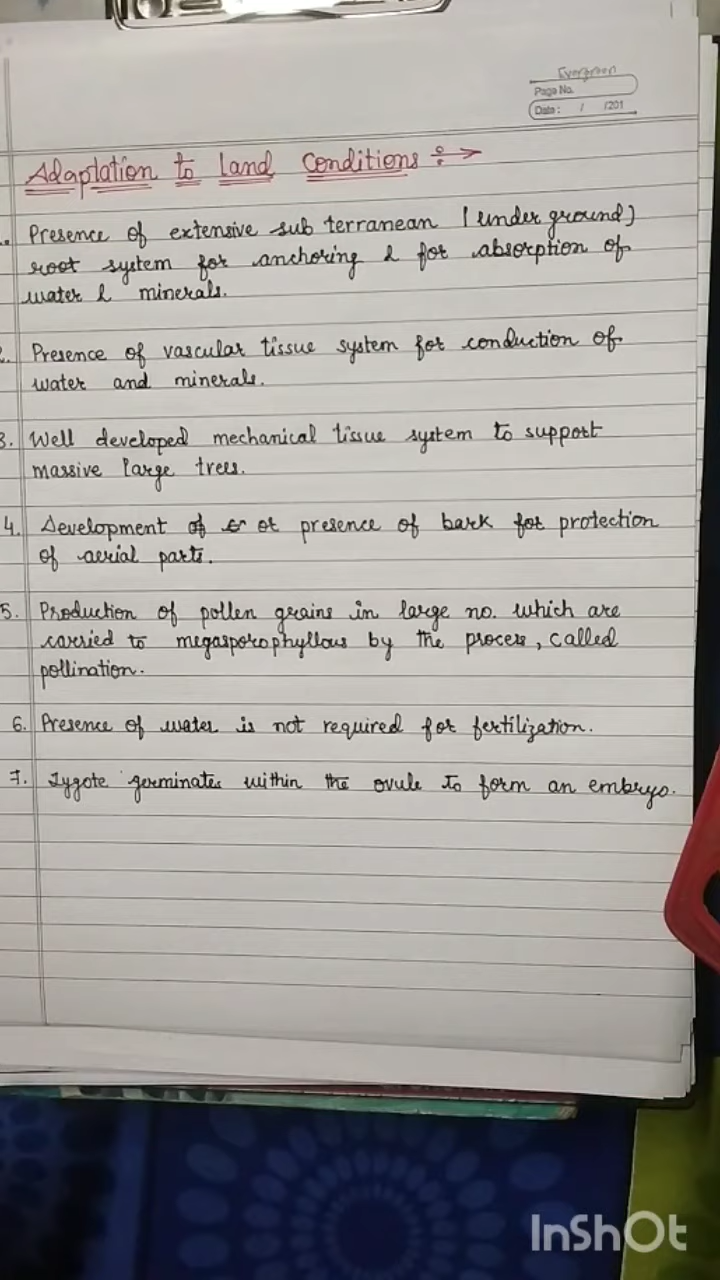 Evergreen
Page No.
Date : / /201
Adaptation to Land Conditions ÷→
1. Presence of extensive sub terranean (underground)
root system for anchoring & for absorption of
water & minerals.
2. Presence of vascular tissue system for conduction of
water and minerals.
3. Well developed mechanical tissue system to support
massive large trees.
4. Development of or presence of bark for protection
of aerial parts.
5. Production of pollen grains in large no. which are
carried to megasporophyllous by the process, called
pollination.
6. Presence of water is not required for fertilization.
7. Zygote germinates within the ovule to form an embryo.
InShOt